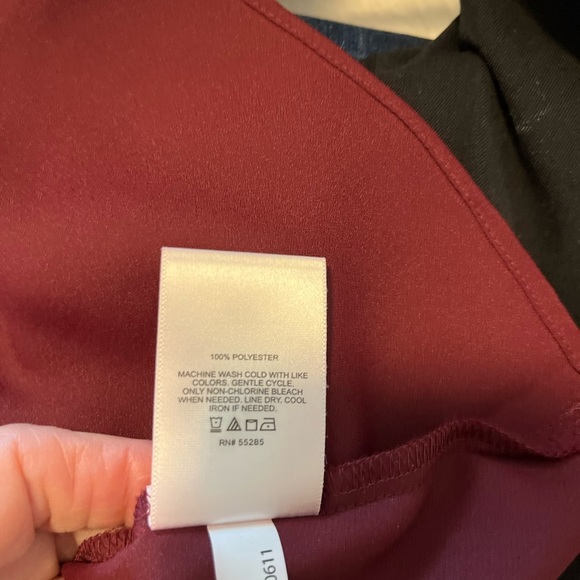 100% POLYESTER
MACHINE WASH COLD WITH LIKE
COLORS. GENTLE CYCLE.
ONLY NON-CHLORINE BLEACH
WHEN NEEDED. LINE DRY. COOL
IRON IF NEEDED.
RN# 55285
0611